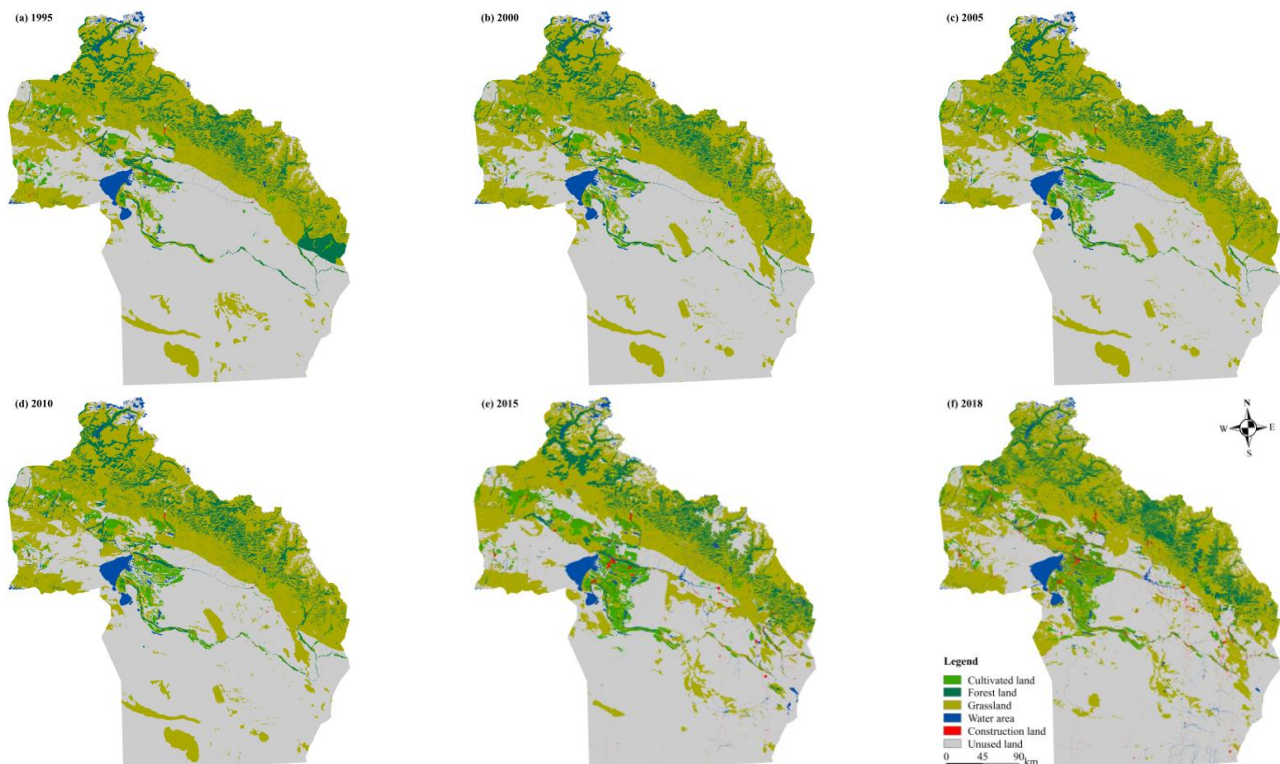 (a) 1995
(b) 2000
(c) 2005
(d) 2010
(e) 2015
(f) 2018
N
W E
S
Legend
Cultivated land
Forest land
Grassland
Water area
Construction land
Unused land
0 45 90 km